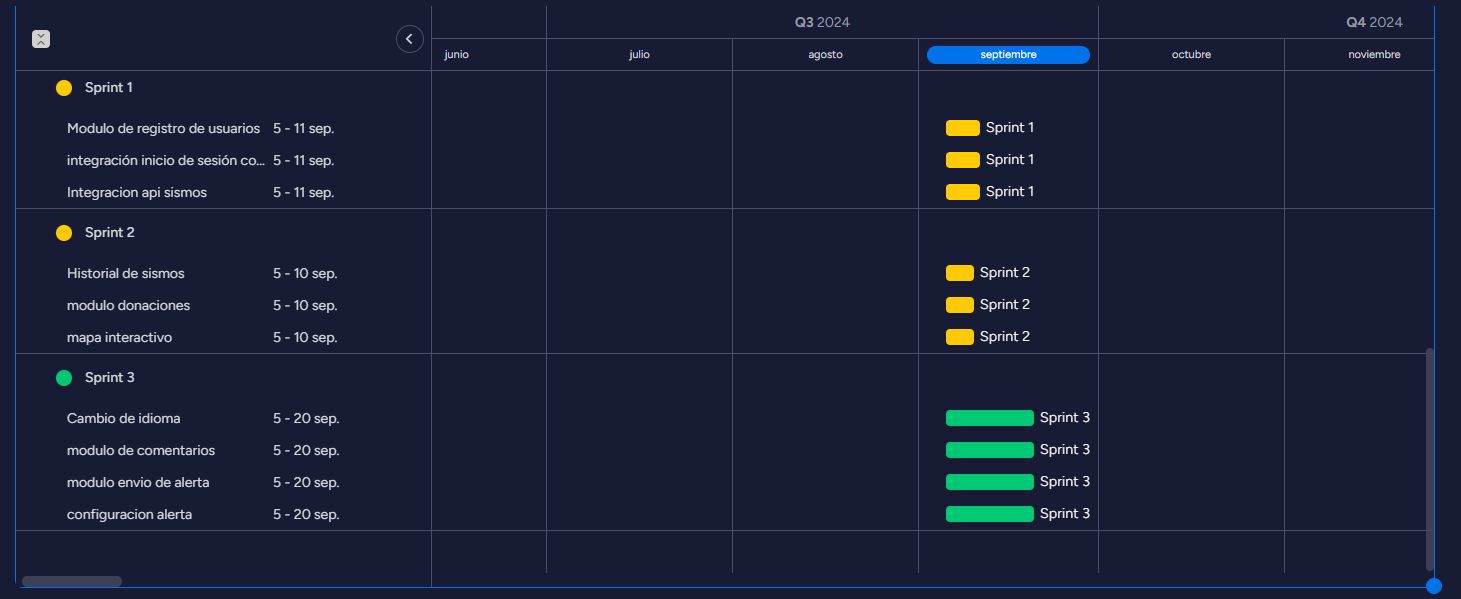 Q3 2024
Q4 2024
junio
julio
agosto
septiembre
octubre
noviembre
Sprint 1
Modulo de registro de usuarios 5 - 11 sep. Sprint 1
integración inicio de sesión co... 5 - 11 sep. Sprint 1
Integracion api sismos 5 - 11 sep. Sprint 1
Sprint 2
Historial de sismos 5 - 10 sep. Sprint 2
modulo donaciones 5 - 10 sep. Sprint 2
mapa interactivo 5 - 10 sep. Sprint 2
Sprint 3
Cambio de idioma 5 - 20 sep. Sprint 3
modulo de comentarios 5 - 20 sep. Sprint 3
modulo envio de alerta 5 - 20 sep. Sprint 3
configuracion alerta 5 - 20 sep. Sprint 3